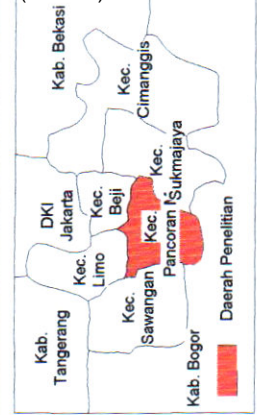 Kab. Bekasi
Kec.
Cimanggis
DKI
Jakarta
Kec.
Beji
Kec.
Sukmajaya
Kec.
Limo
Kec.
Pancoran M.
Kab.
Tangerang
Kec.
Sawangan
Kab. Bogor
Daerah Penelitian